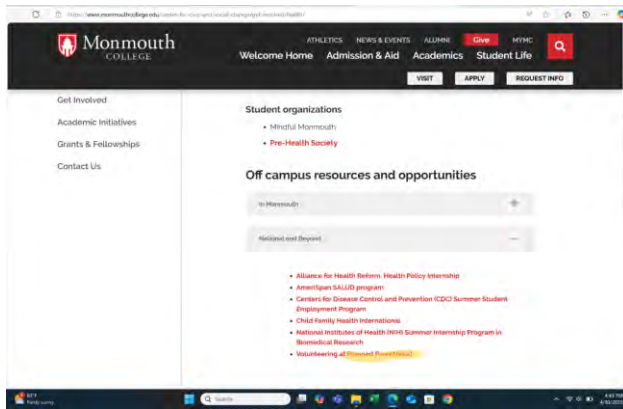 https://www.monmouthcollege.edu/
Monmouth
COLLEGE
ATHLETICS NEWS & EVENTS ALUMNI Give MYMC
Welcome Home Admission & Aid Academics Student Life
VISIT APPLY REQUEST INFO
Get Involved
Academic Initiatives
Grants & Fellowships
Contact Us
Student organizations
• Mindful Monmouth
• Pre-Health Society
Off campus resources and opportunities
In Monmouth +
National and Beyond —
• Alliance for Health Reform, Health Policy Internship
• AmeriSpan SALUD program
• Centers for Disease Control and Prevention (CDC) Summer Student
Employment Program
• Child Family Health International
• National Institutes of Health (NIH) Summer Internship Program in
Biomedical Research
• Volunteering at Planned Parenthood
Search